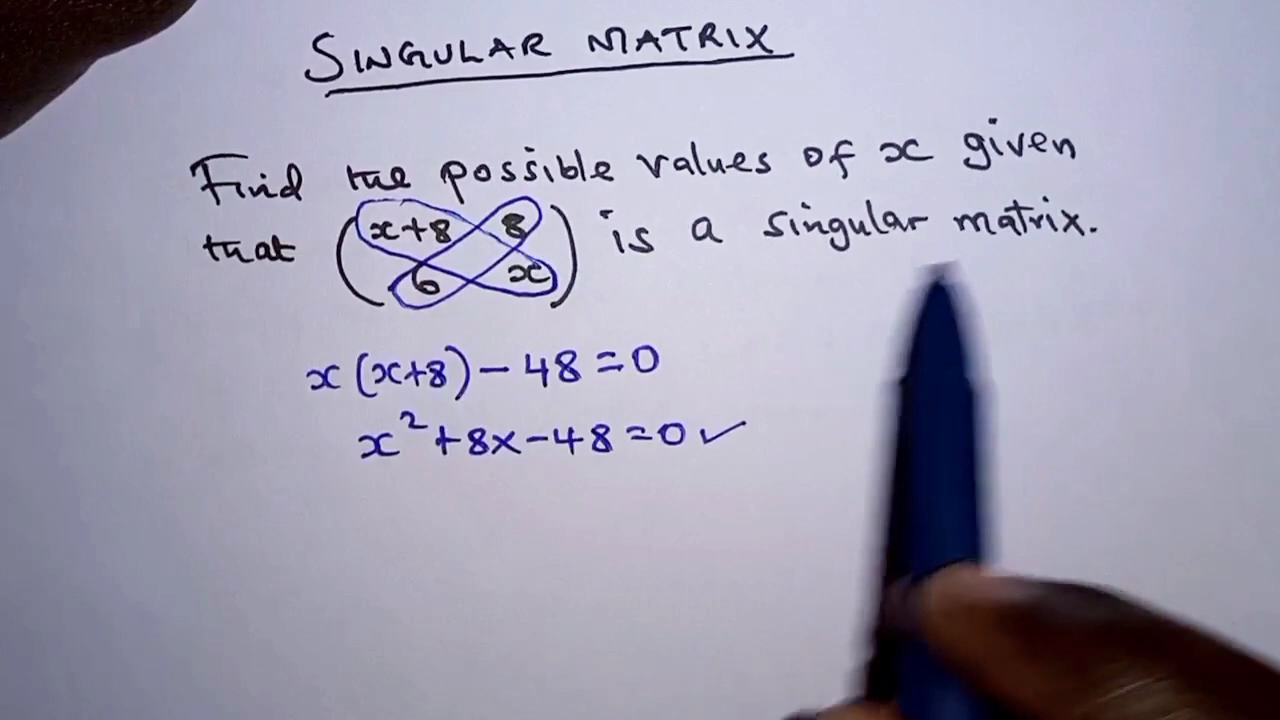 SINGULAR MATRIX
Find the possible values of x given
that ( x+8 8 ) is a singular matrix.
6 x
x(x+8) - 48 = 0
x² + 8x - 48 = 0 ✓